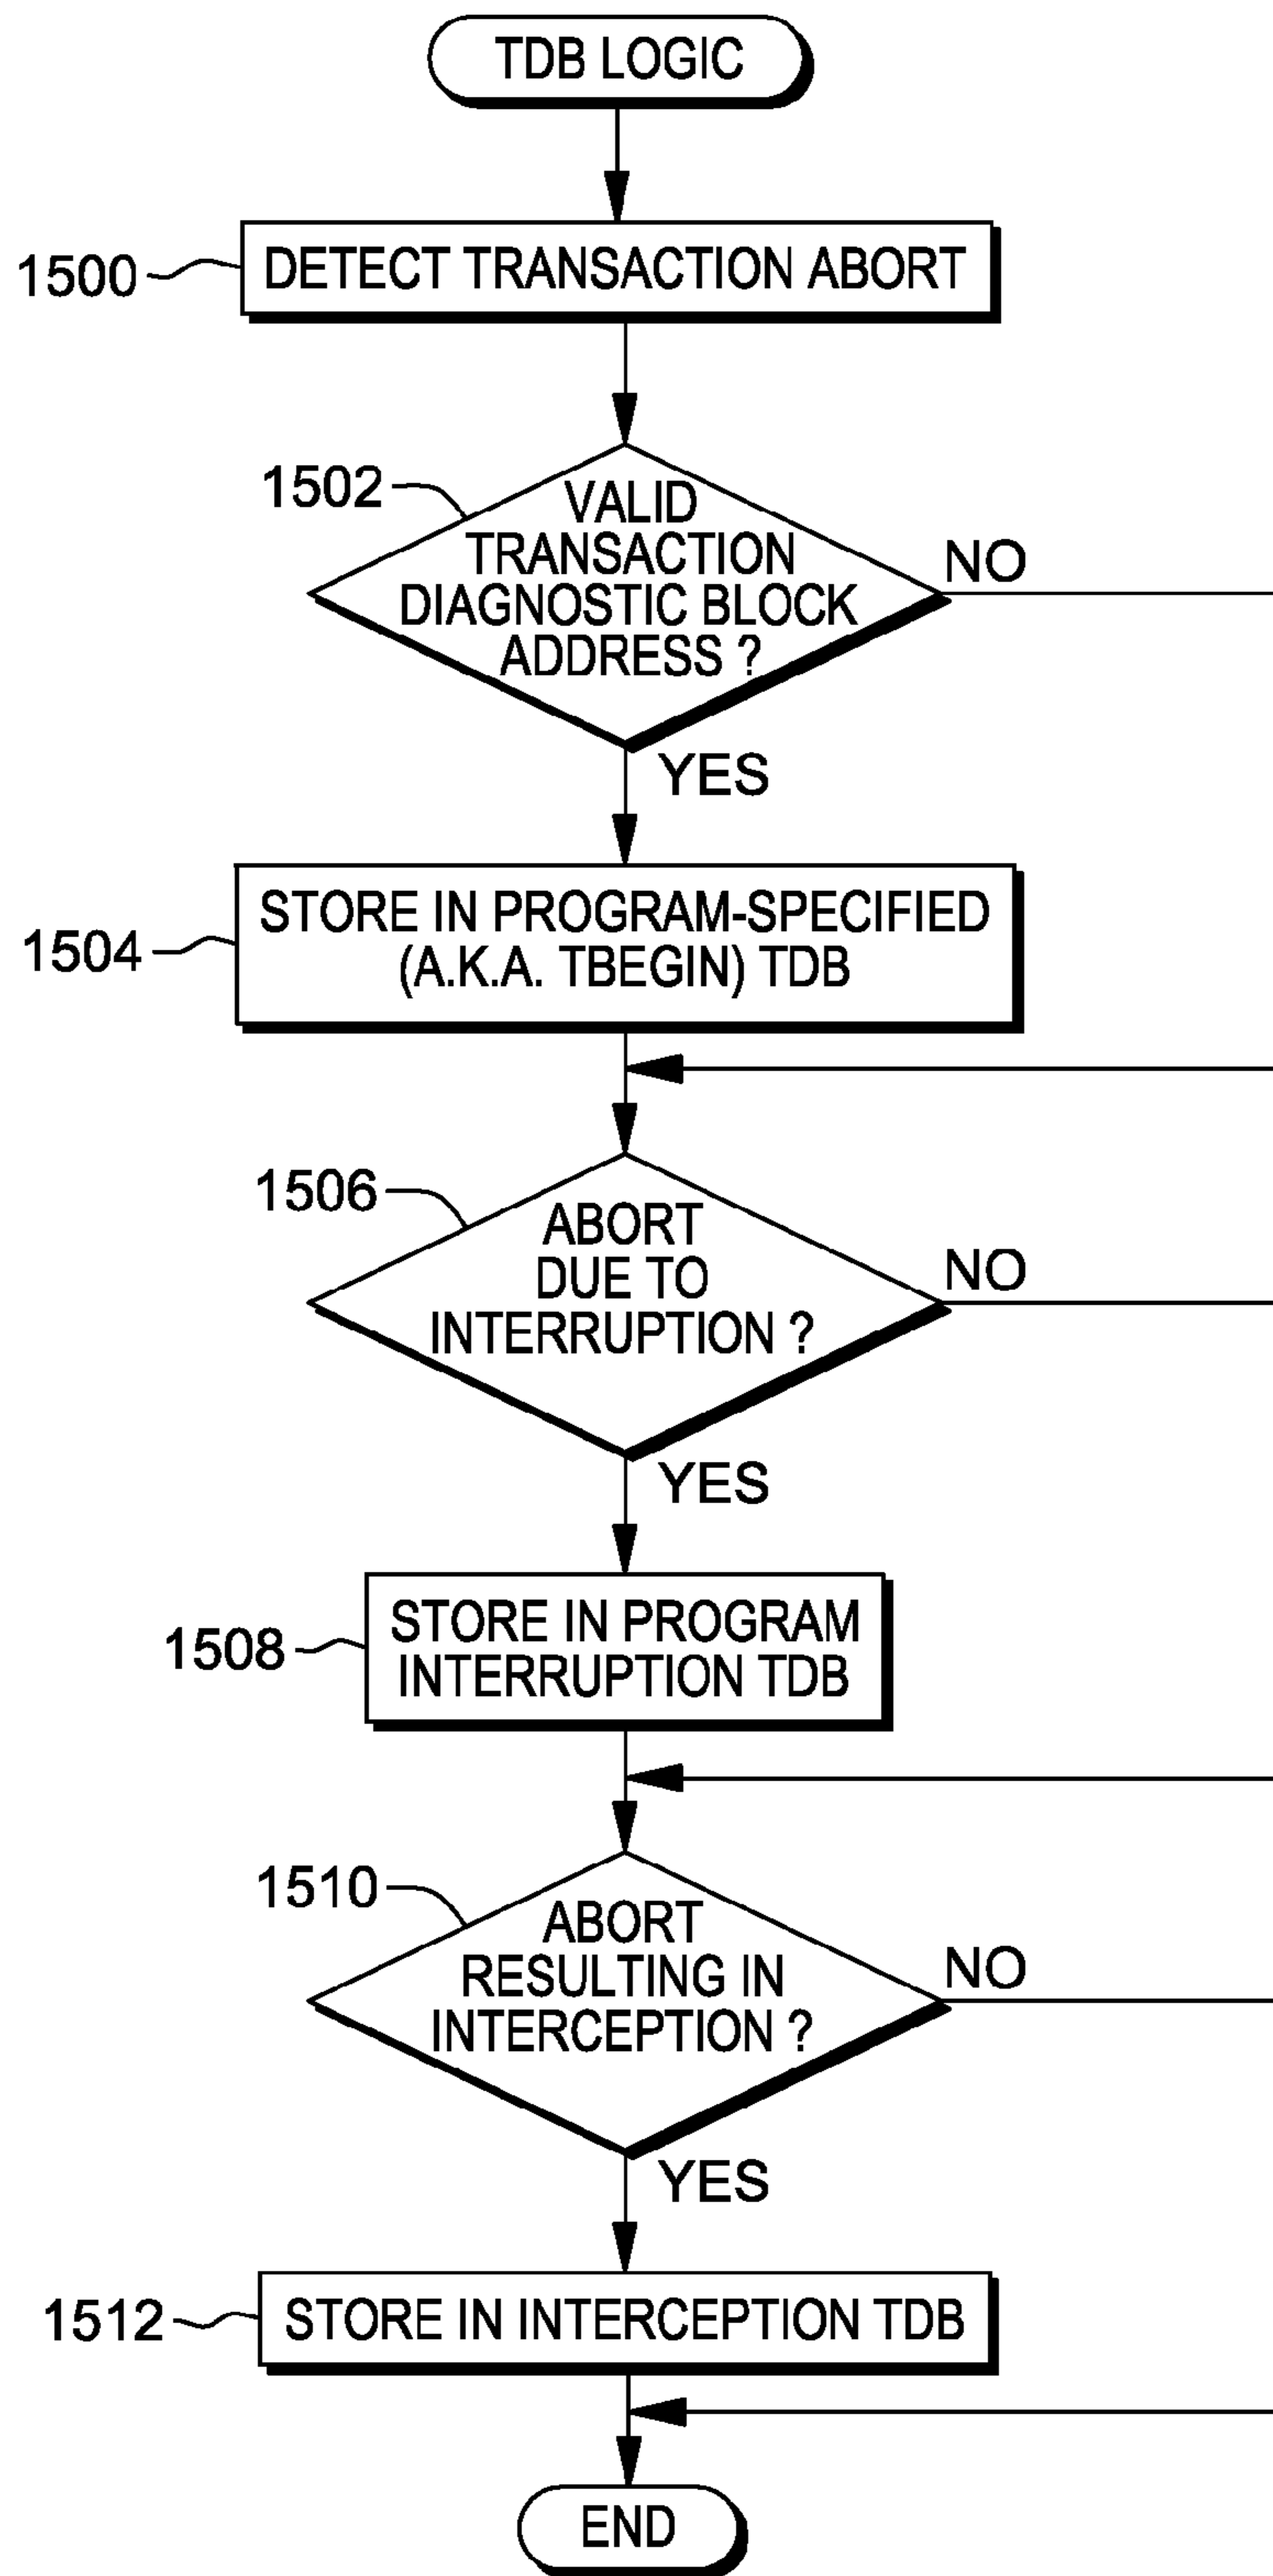 TDB LOGIC
1500
DETECT TRANSACTION ABORT
1502
VALID
TRANSACTION
DIAGNOSTIC BLOCK
ADDRESS ?
NO
YES
1504
STORE IN PROGRAM-SPECIFIED
(A.K.A. TBEGIN) TDB
1506
ABORT
DUE TO
INTERRUPTION ?
NO
YES
1508
STORE IN PROGRAM
INTERRUPTION TDB
1510
ABORT
RESULTING IN
INTERCEPTION ?
NO
YES
1512
STORE IN INTERCEPTION TDB
END